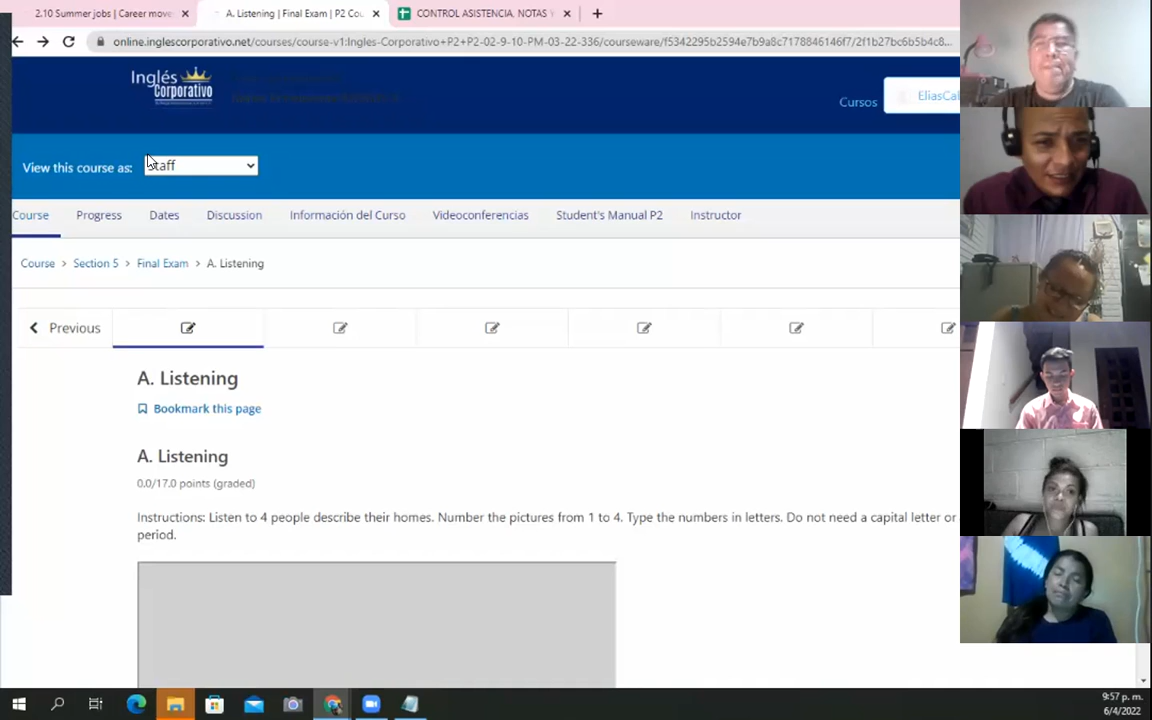 2.10 Summer jobs | Career move
A. Listening | Final Exam | P2 Cou
CONTROL ASISTENCIA, NOTAS Y
online.inglescorporativo.net/courses/course-v1:Ingles-Corporativo+P2+P2-02-9-10-PM-03-22-336/courseware/f5342295b2594e7b9a8c7178846146f7/2f1b27bc6b5b4c8...
Inglés
Corporativo
Cursos
EliasCal
View this course as:
Staff
Course
Progress
Dates
Discussion
Información del Curso
Videoconferencias
Student's Manual P2
Instructor
Course > Section 5 > Final Exam > A. Listening
Previous
A. Listening
Bookmark this page
A. Listening
0.0/17.0 points (graded)
Instructions: Listen to 4 people describe their homes. Number the pictures from 1 to 4. Type the numbers in letters. Do not need a capital letter or
period.
9:57 p. m.
6/4/2022